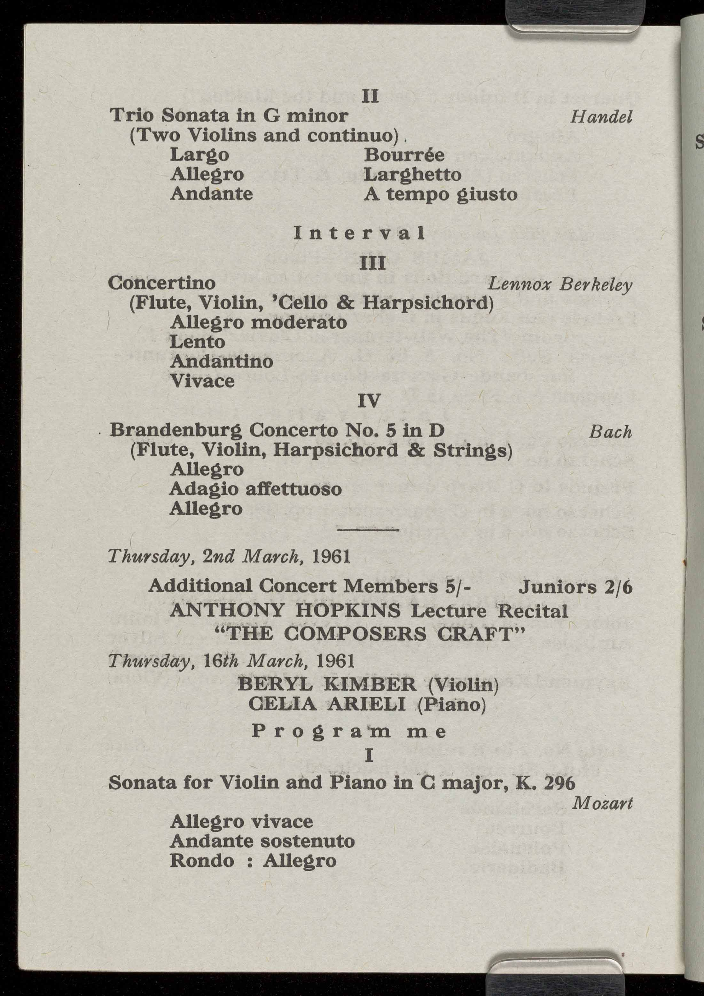 II
Trio Sonata in G minor Handel
(Two Violins and continuo).
Largo Bourrée
Allegro Larghetto
Andante A tempo giusto
Interval
III
Concertino Lennox Berkeley
(Flute, Violin, ’Cello & Harpsichord)
Allegro moderato
Lento
Andantino
Vivace
IV
Brandenburg Concerto No. 5 in D Bach
(Flute, Violin, Harpsichord & Strings)
Allegro
Adagio affettuoso
Allegro
Thursday, 2nd March, 1961
Additional Concert Members 5/- Juniors 2/6
ANTHONY HOPKINS Lecture Recital
“THE COMPOSERS CRAFT”
Thursday, 16th March, 1961
BERYL KIMBER (Violin)
CELIA ARIELI (Piano)
Programme
I
Sonata for Violin and Piano in C major, K. 296
Mozart
Allegro vivace
Andante sostenuto
Rondo : Allegro